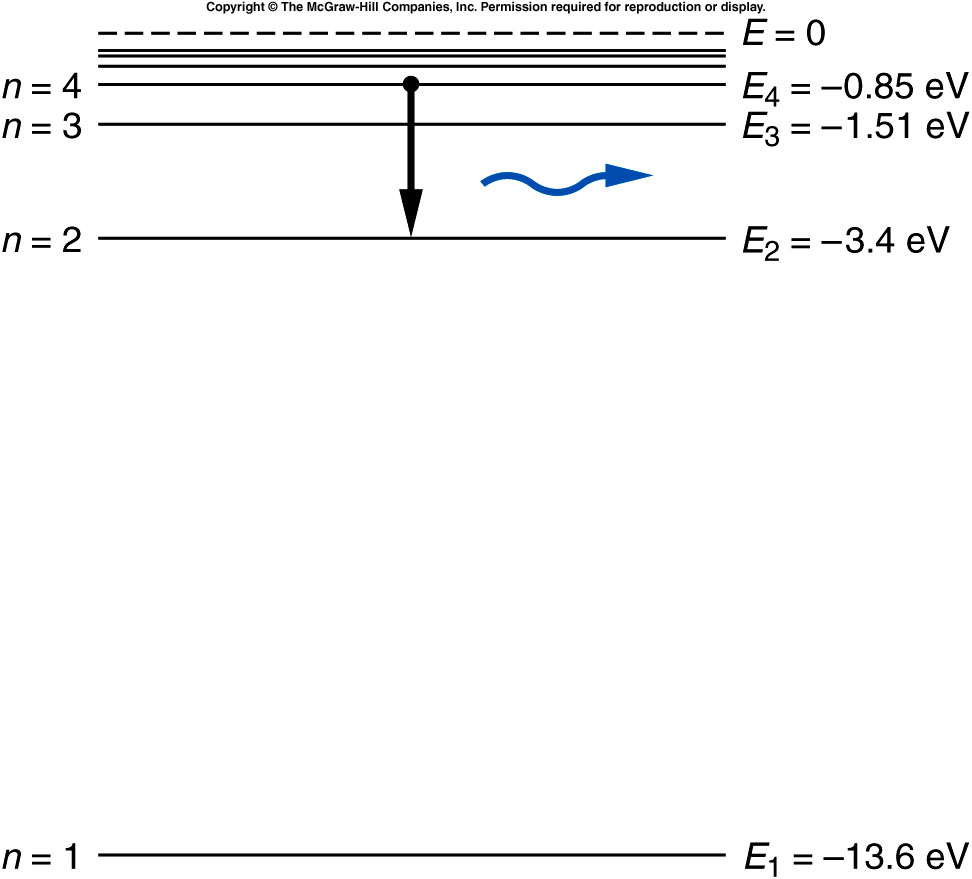 Copyright © The McGraw-Hill Companies, Inc. Permission required for reproduction or display.
E = 0
n = 4 E₄ = –0.85 eV
n = 3 E₃ = –1.51 eV
n = 2 E₂ = –3.4 eV
n = 1 E₁ = –13.6 eV